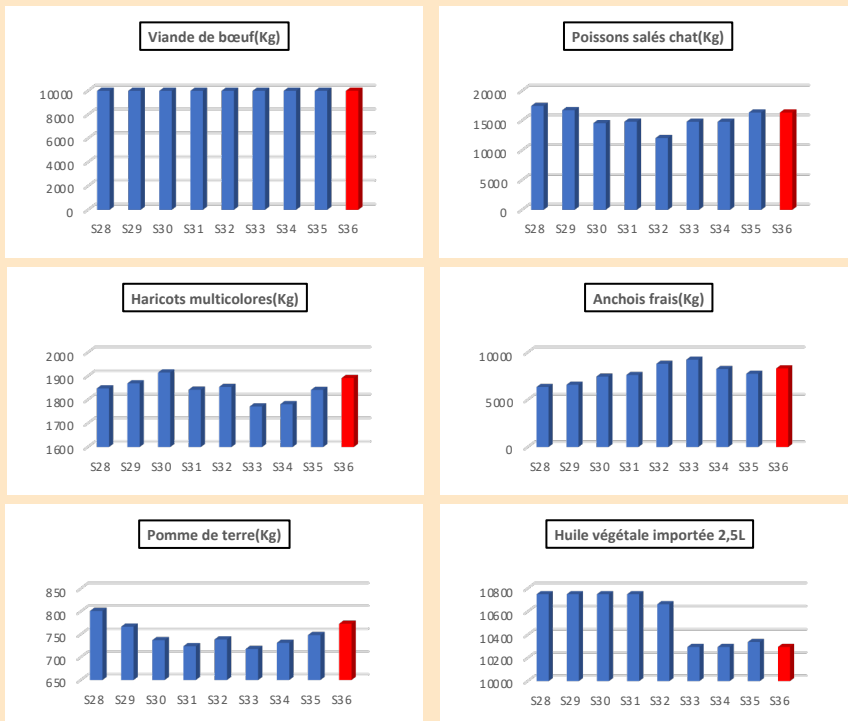 Viande de bœuf(Kg)
10000
8000
6000
4000
2000
0
S28 S29 S30 S31 S32 S33 S34 S35 S36
Poissons salés chat(Kg)
20000
15000
10000
5000
0
S28 S29 S30 S31 S32 S33 S34 S35 S36
Haricots multicolores(Kg)
2000
1900
1800
1700
1600
S28 S29 S30 S31 S32 S33 S34 S35 S36
Anchois frais(Kg)
10000
5000
0
S28 S29 S30 S31 S32 S33 S34 S35 S36
Pomme de terre(Kg)
850
800
750
700
650
S28 S29 S30 S31 S32 S33 S34 S35 S36
Huile végétale importée 2,5L
10800
10600
10400
10200
10000
S28 S29 S30 S31 S32 S33 S34 S35 S36